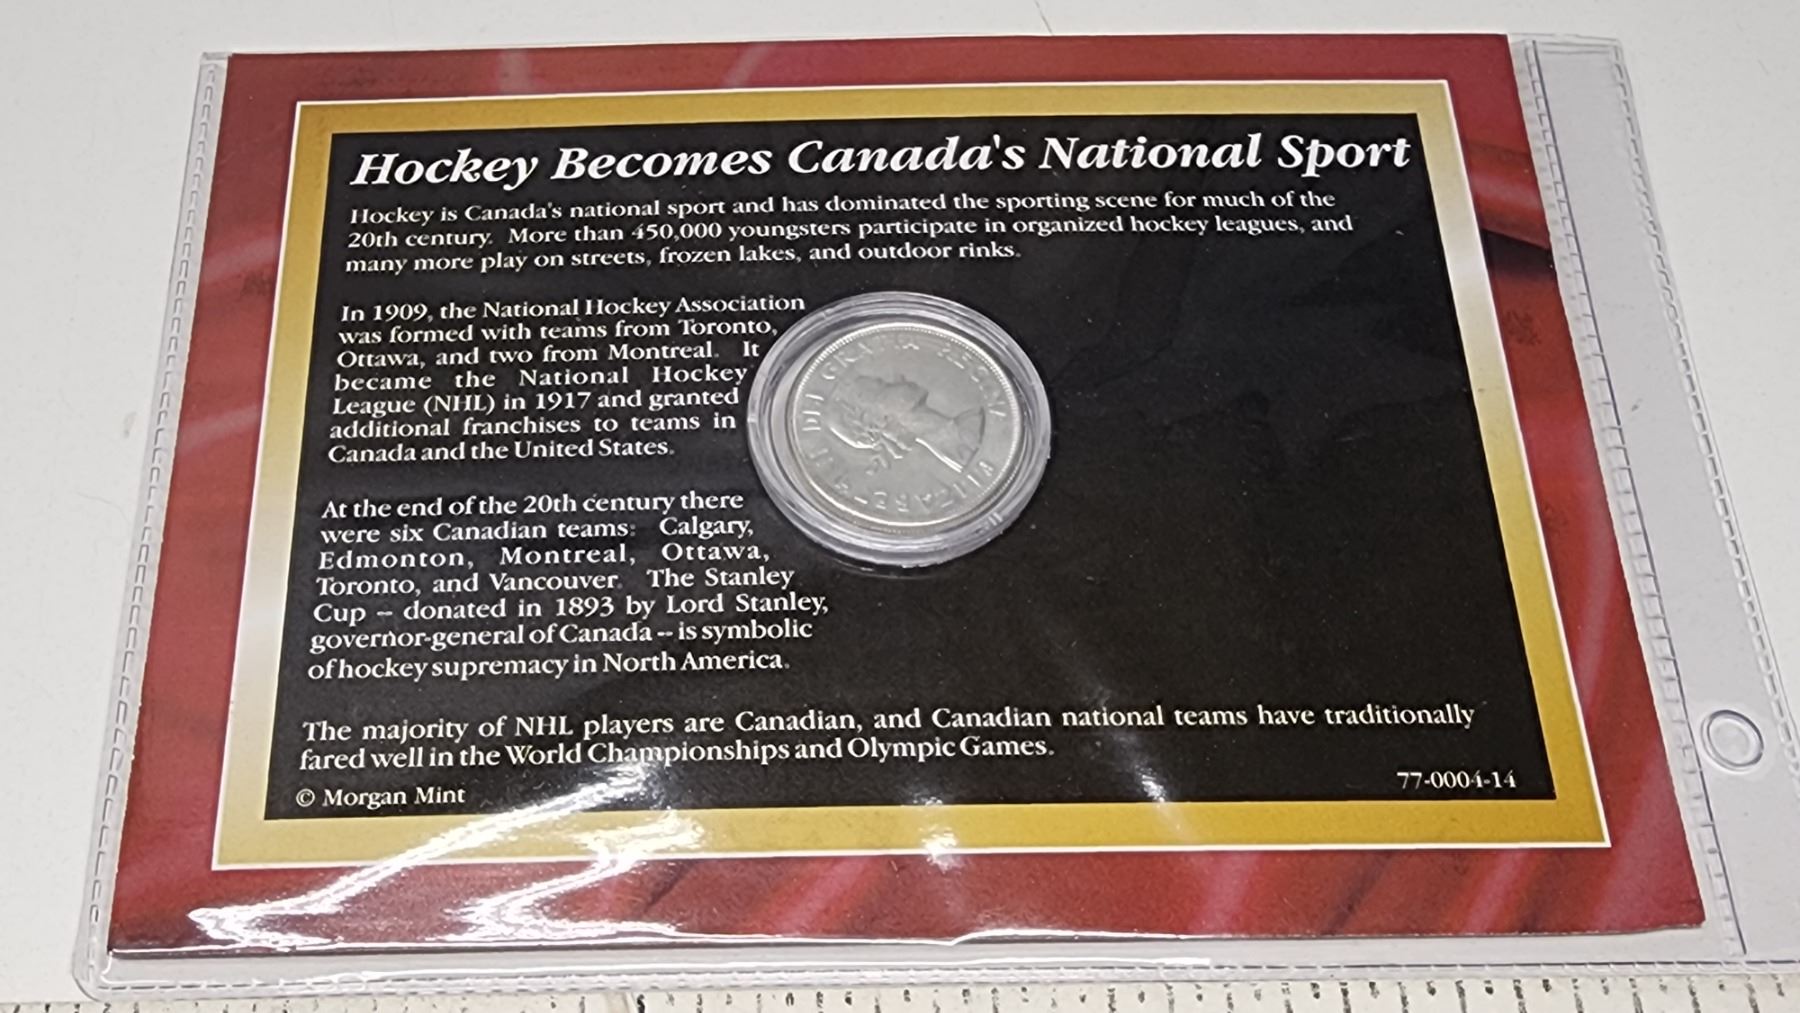 Hockey Becomes Canada's National Sport
Hockey is Canada's national sport and has dominated the sporting scene for much of the
20th century. More than 450,000 youngsters participate in organized hockey leagues, and
many more play on streets, frozen lakes, and outdoor rinks.
In 1909, the National Hockey Association
was formed with teams from Toronto,
Ottawa, and two from Montreal. It
became the National Hockey
League (NHL) in 1917 and granted
additional franchises to teams in
Canada and the United States.
At the end of the 20th century there
were six Canadian teams: Calgary,
Edmonton, Montreal, Ottawa,
Toronto, and Vancouver. The Stanley
Cup -- donated in 1893 by Lord Stanley,
governor-general of Canada -- is symbolic
of hockey supremacy in North America.
The majority of NHL players are Canadian, and Canadian national teams have traditionally
fared well in the World Championships and Olympic Games.
© Morgan Mint
77-0004-14
DEI GRATIA REGINA